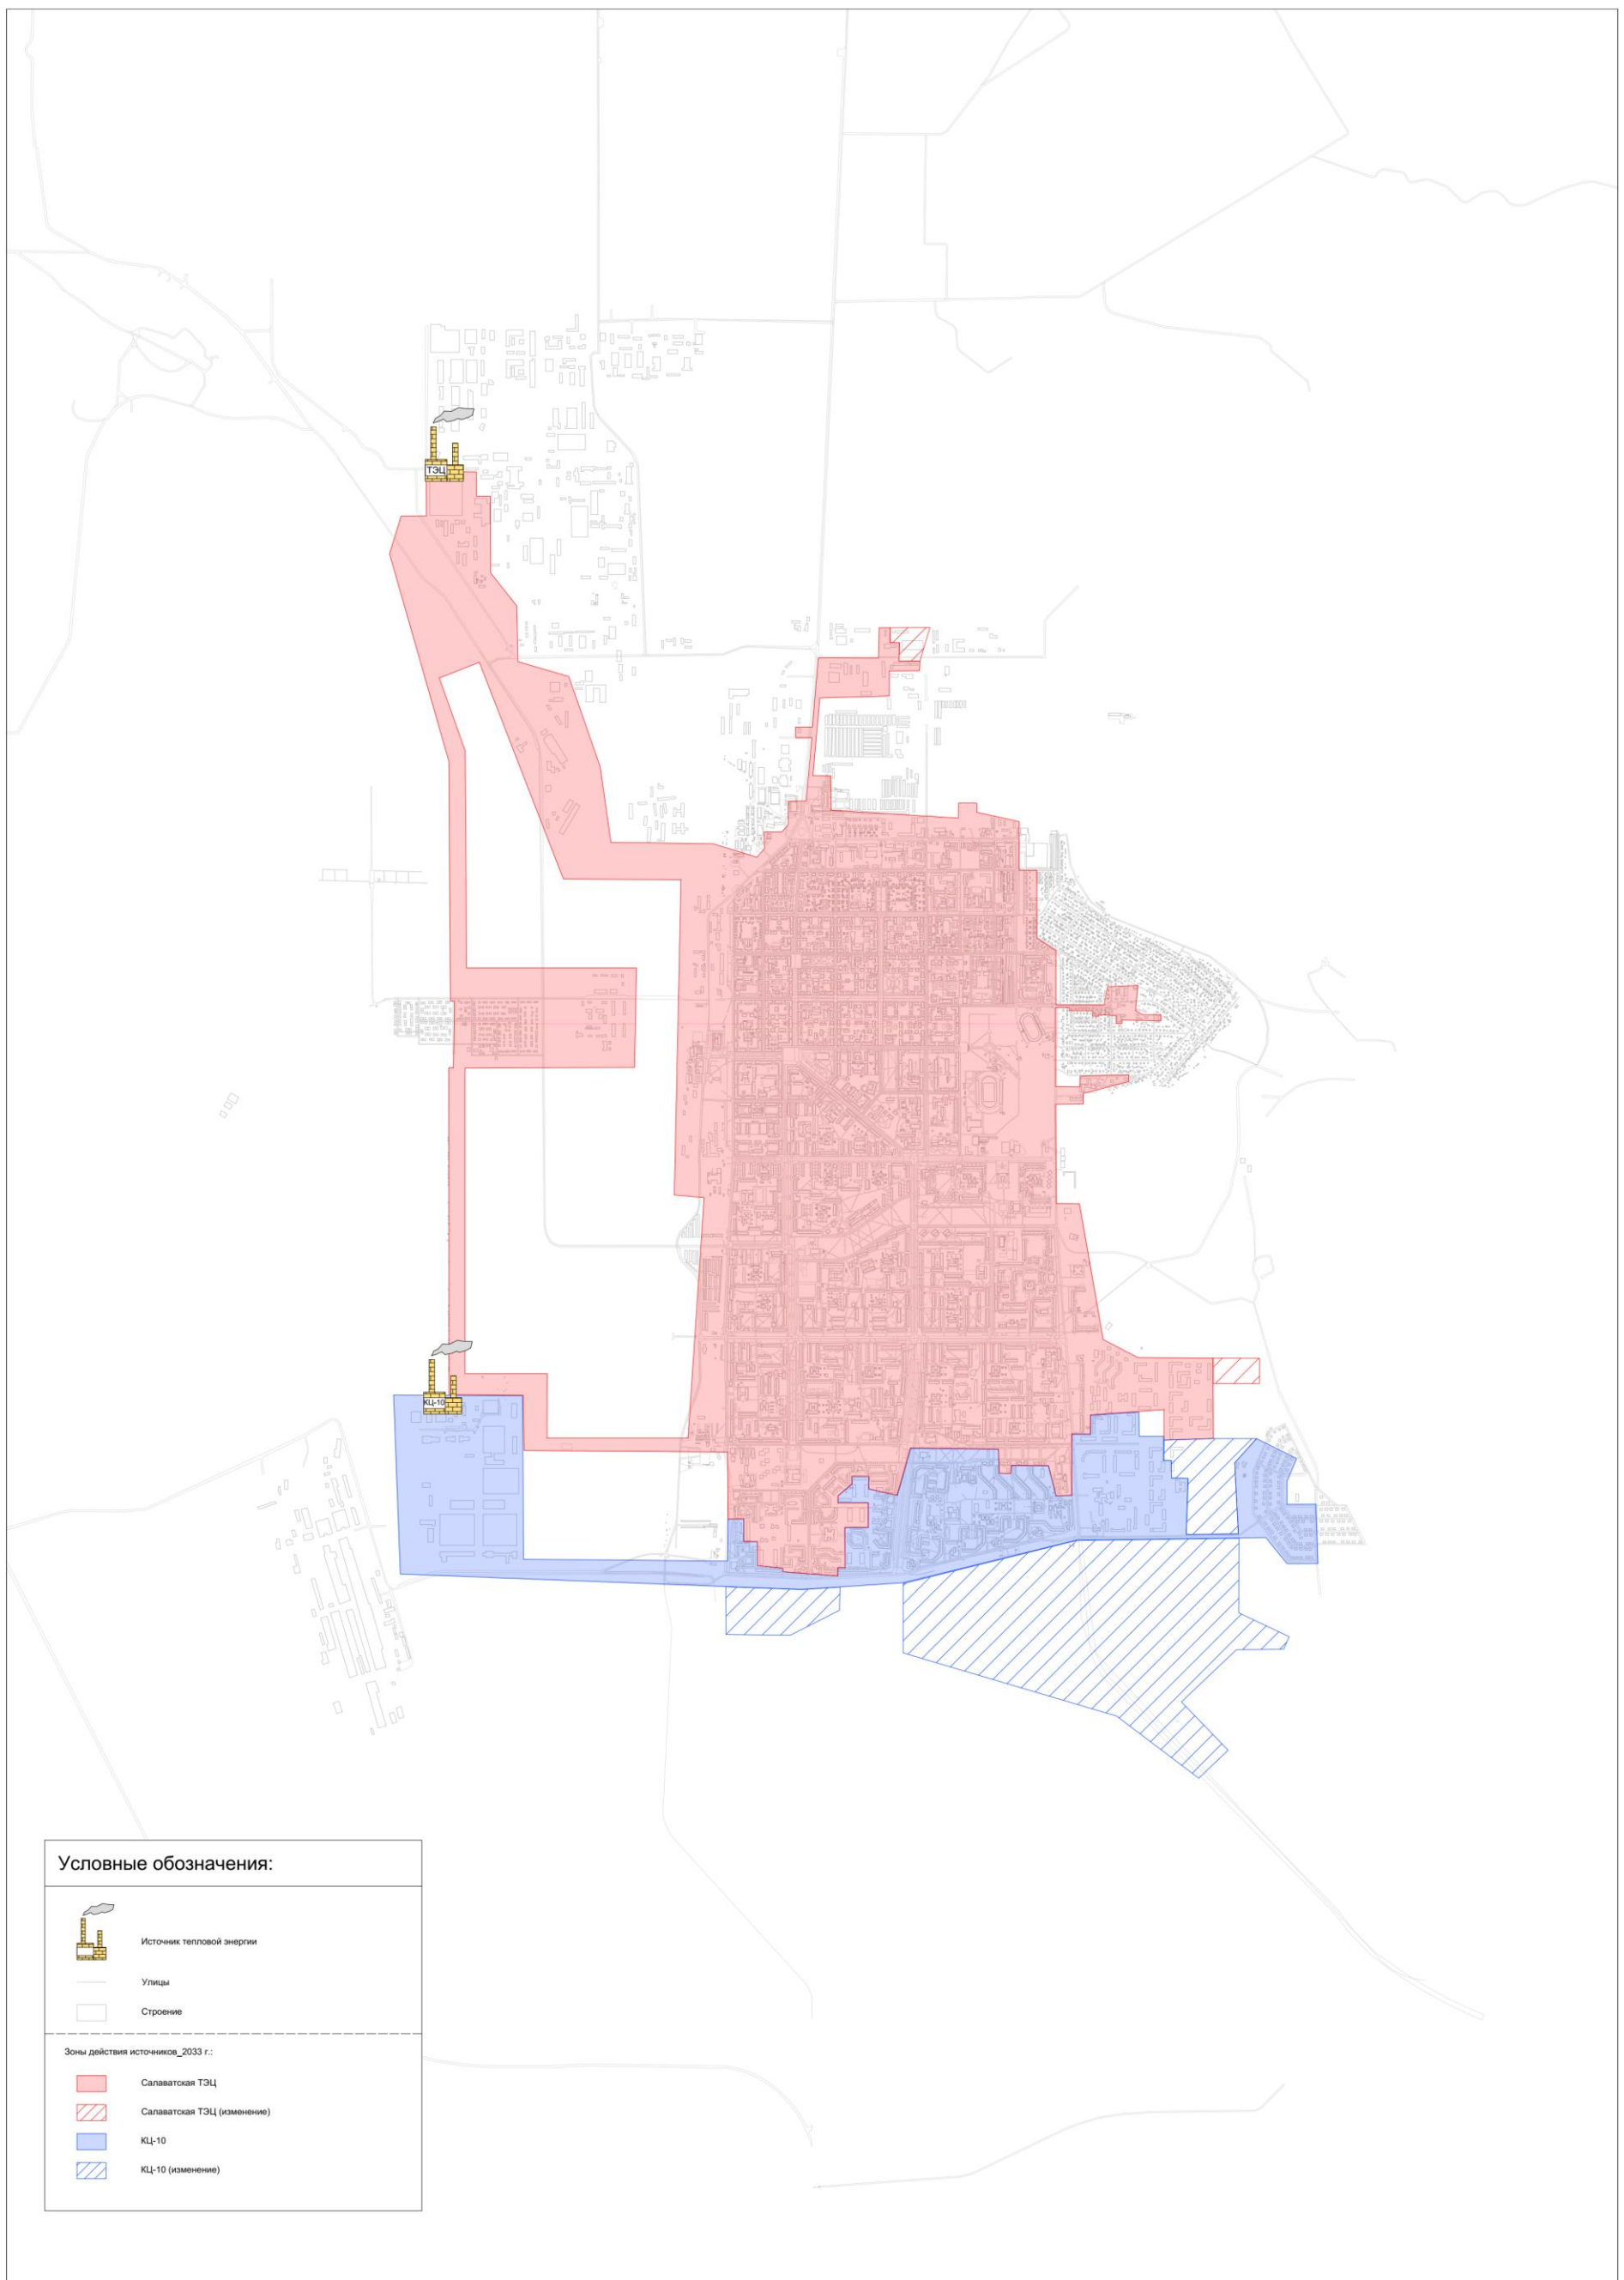 ТЭЦ
КЦ-10
Условные обозначения:
Источник тепловой энергии
Улицы
Строение
Зоны действия источников_2033 г.:
Салаватская ТЭЦ
Салаватская ТЭЦ (изменение)
КЦ-10
КЦ-10 (изменение)